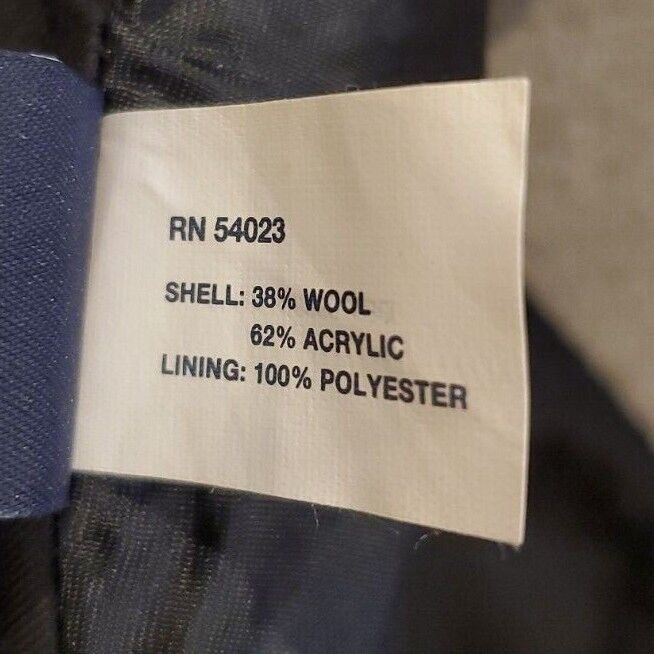 RN 54023
SHELL: 38% WOOL
62% ACRYLIC
LINING: 100% POLYESTER